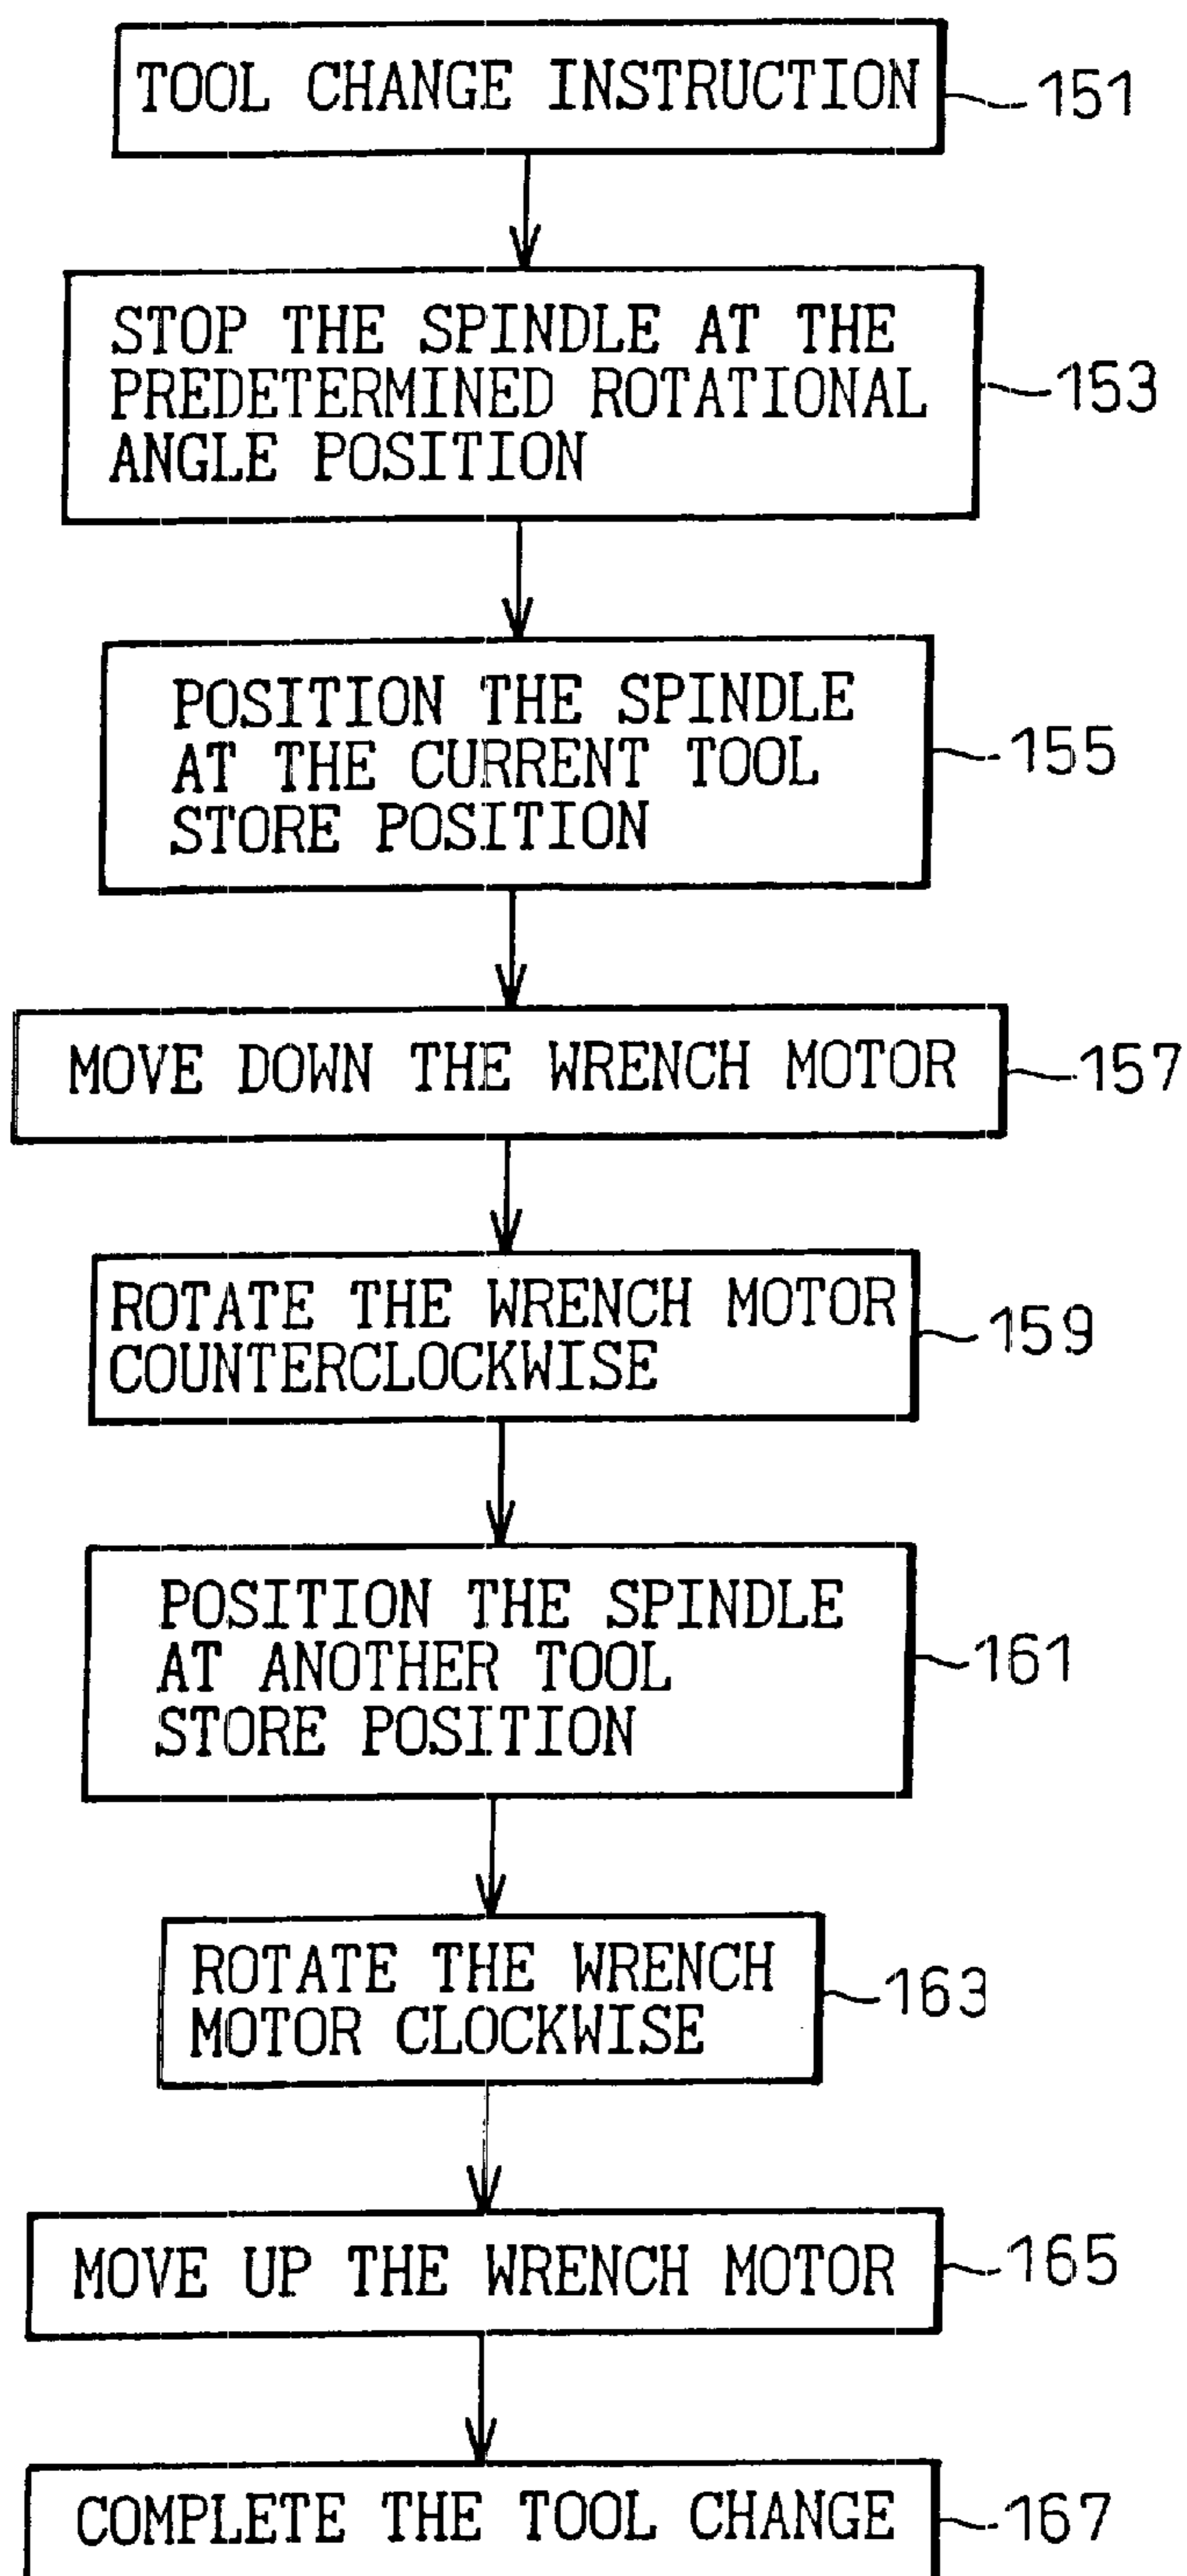 TOOL CHANGE INSTRUCTION
151
STOP THE SPINDLE AT THE
PREDETERMINED ROTATIONAL
ANGLE POSITION
153
POSITION THE SPINDLE
AT THE CURRENT TOOL
STORE POSITION
155
MOVE DOWN THE WRENCH MOTOR
157
ROTATE THE WRENCH MOTOR
COUNTERCLOCKWISE
159
POSITION THE SPINDLE
AT ANOTHER TOOL
STORE POSITION
161
ROTATE THE WRENCH
MOTOR CLOCKWISE
163
MOVE UP THE WRENCH MOTOR
165
COMPLETE THE TOOL CHANGE
167